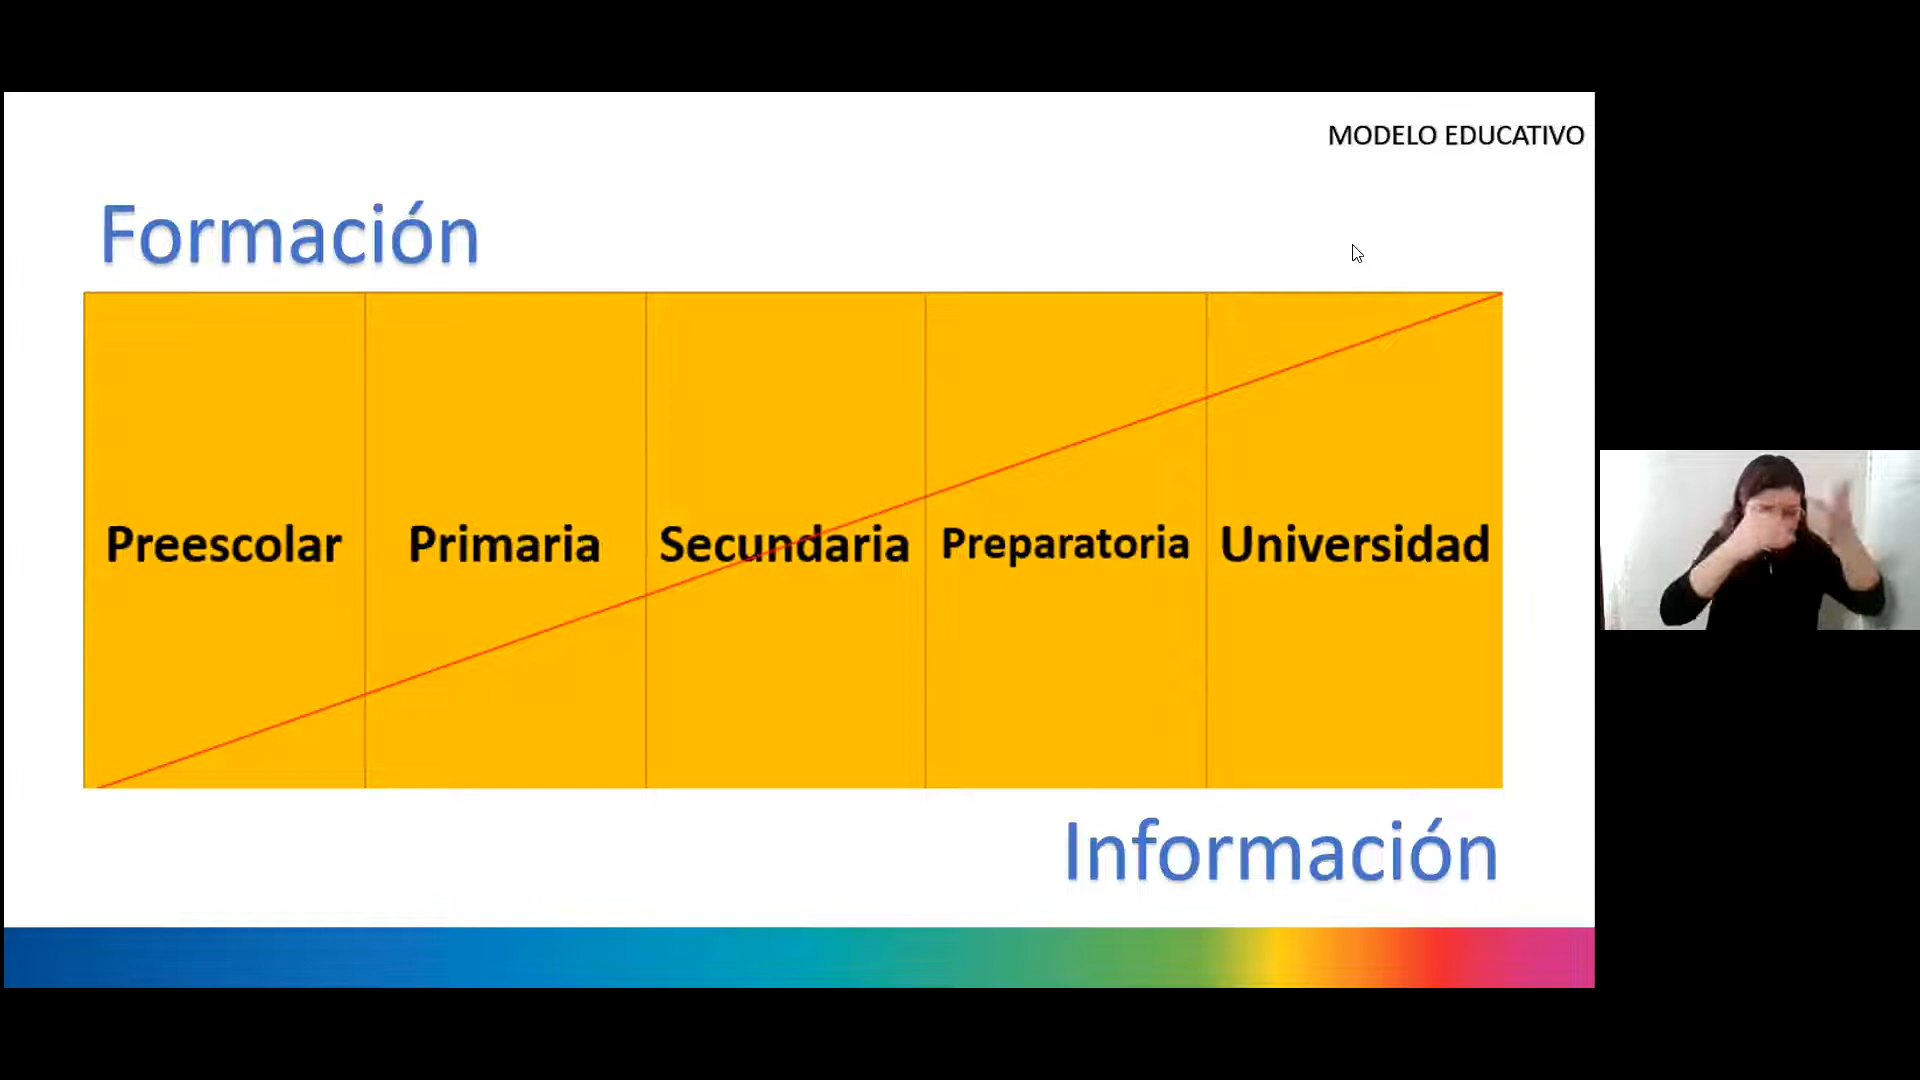 MODELO EDUCATIVO
Formación
Preescolar Primaria Secundaria Preparatoria Universidad
Información